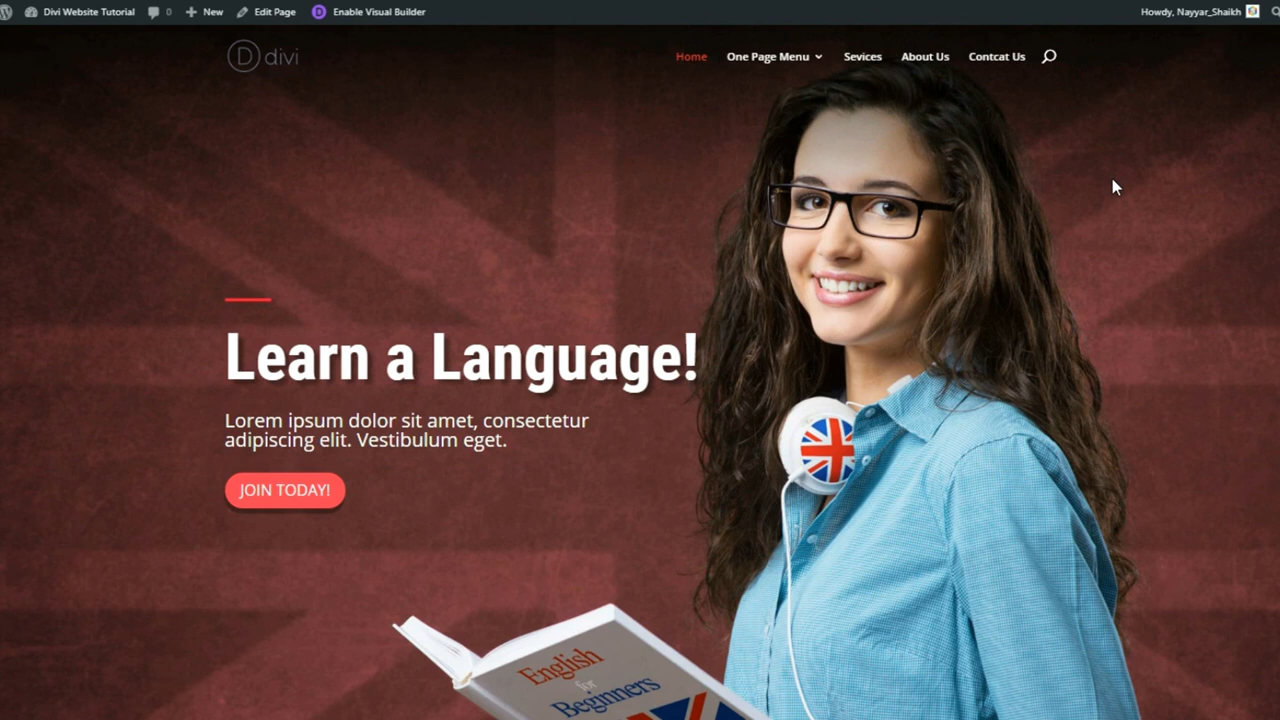 Divi Website Tutorial 0 New Edit Page Enable Visual Builder Howdy, Nayyar_Shaikh
D divi Home One Page Menu Sevices About Us Contcat Us
Learn a Language!
Lorem ipsum dolor sit amet, consectetur
adipiscing elit. Vestibulum eget.
JOIN TODAY!
English
for
Beginners